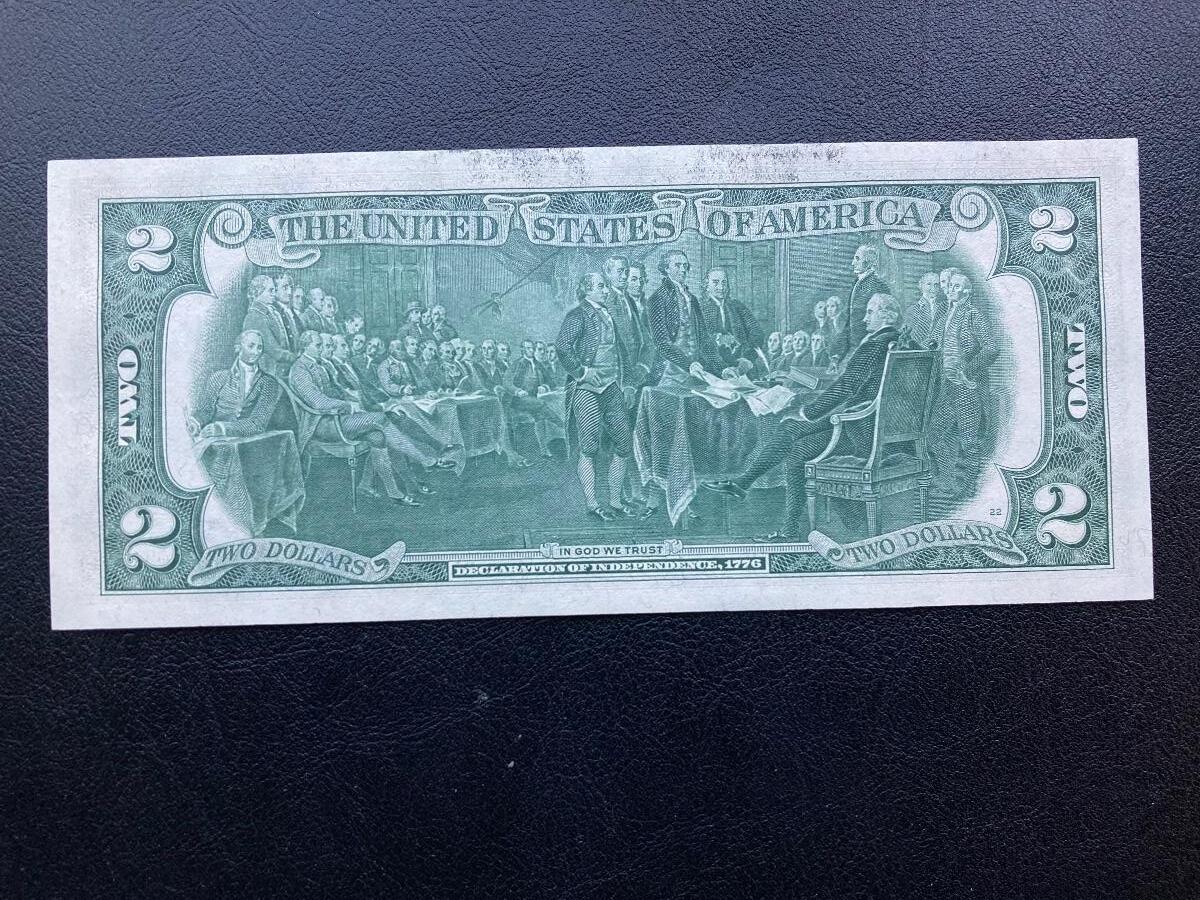 THE UNITED STATES OF AMERICA
2
2
TWO
TWO
2
2
22
TWO DOLLARS
IN GOD WE TRUST
TWO DOLLARS
DECLARATION OF INDEPENDENCE, 1776